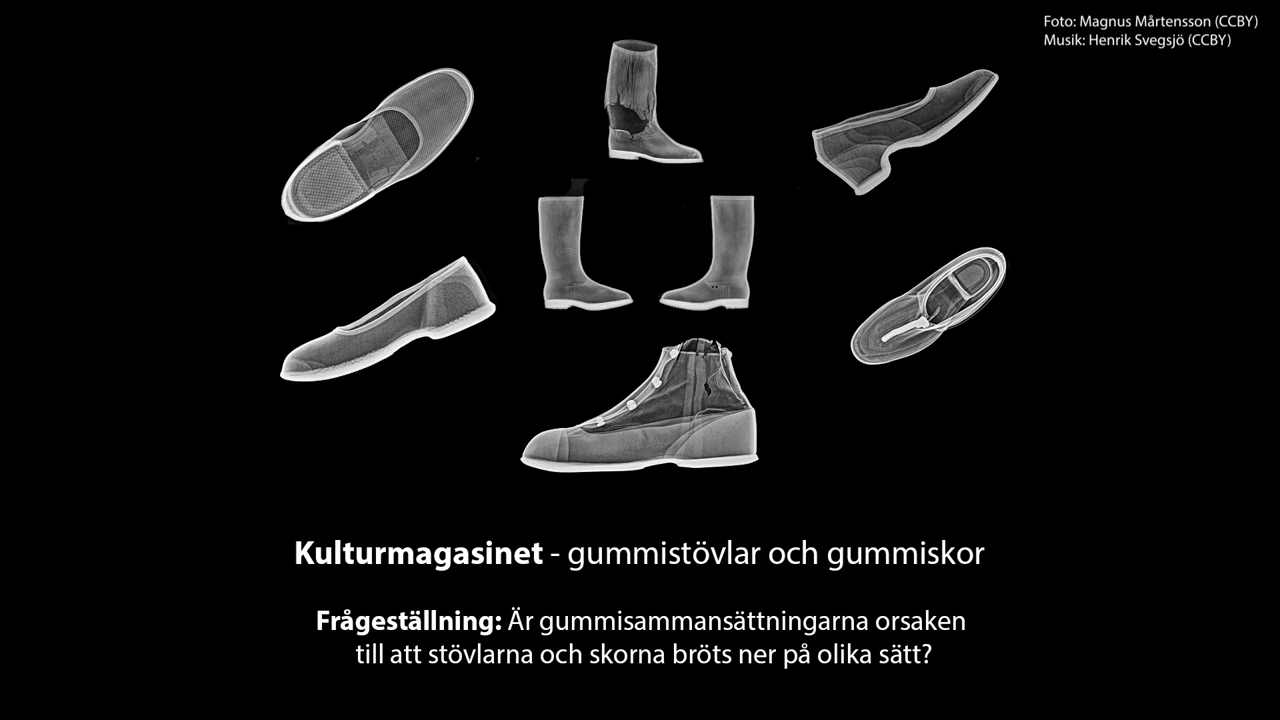 Foto: Magnus Mårtensson (CCBY)
Musik: Henrik Svegsjö (CCBY)
Kulturmagasinet - gummistövlar och gummiskor
Frågeställning: Är gummisammansättningarna orsaken
till att stövlarna och skorna bröts ner på olika sätt?